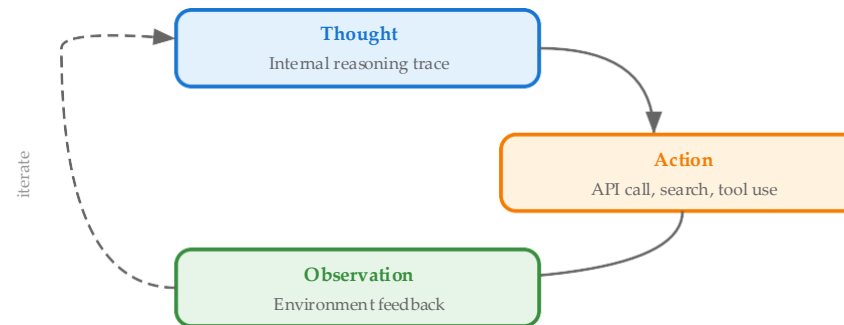 Thought
Internal reasoning trace
Action
API call, search, tool use
iterate
Observation
Environment feedback